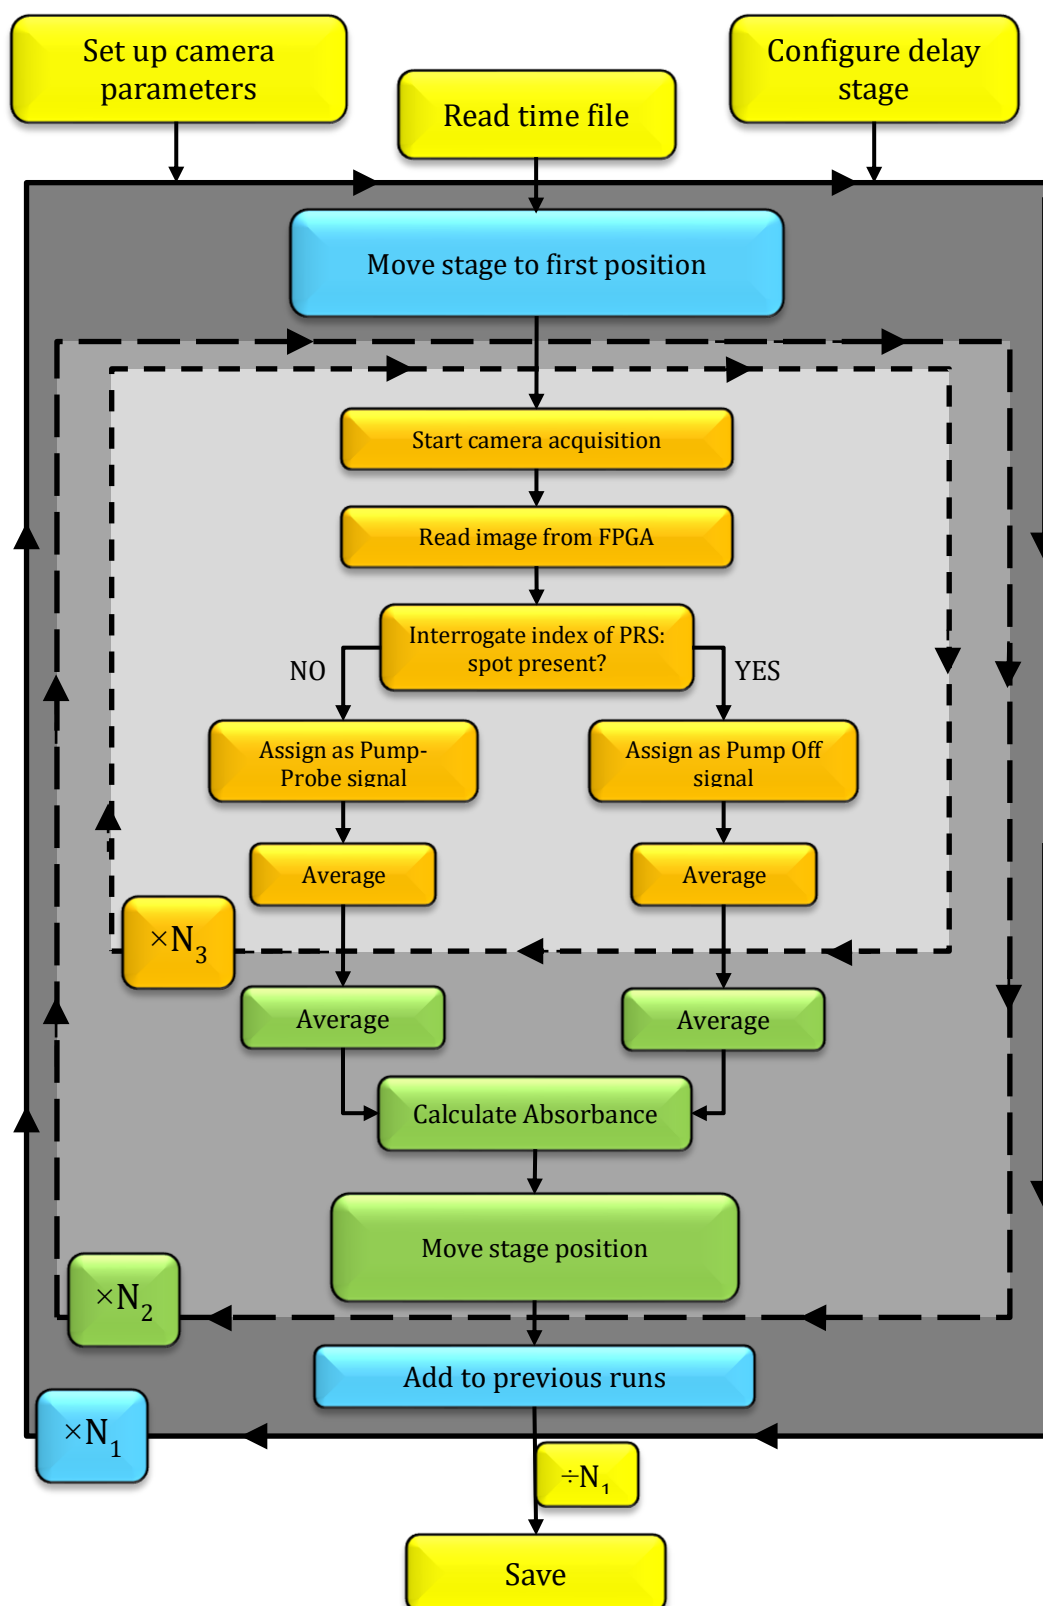 Set up camera
parameters
Read time file
Configure delay
stage
Move stage to first position
Start camera acquisition
Read image from FPGA
Interrogate index of PRS:
spot present?
NO
YES
Assign as Pump-
Probe signal
Assign as Pump Off
signal
Average
Average
×N₃
Average
Average
Calculate Absorbance
Move stage position
×N₂
Add to previous runs
×N₁
÷N₁
Save